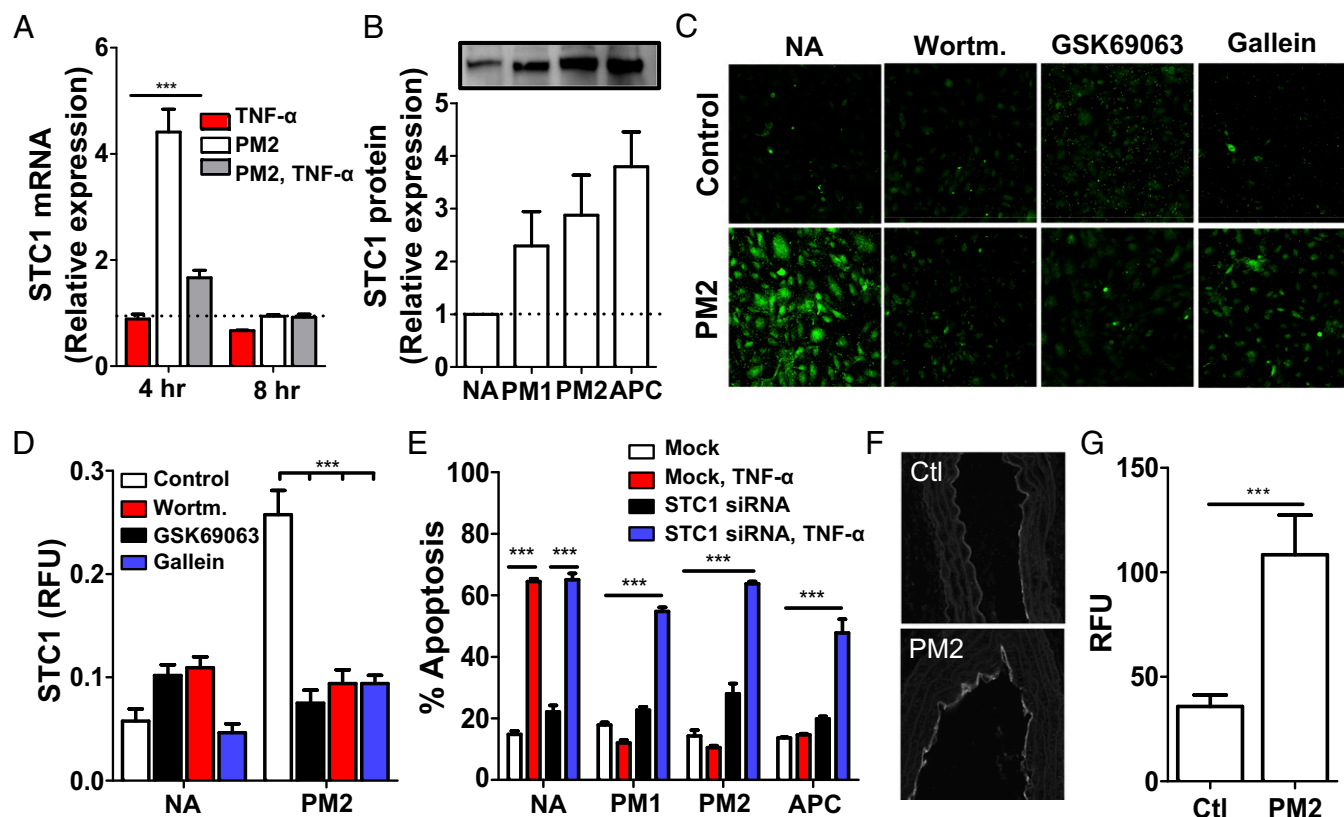 A
STC1 mRNA
(Relative expression)
6
4
2
0
***
TNF-α
PM2
PM2, TNF-α
4 hr
8 hr
B
STC1 protein
(Relative expression)
5
4
3
2
1
0
NA
PM1
PM2
APC
C
NA
Wortm.
GSK69063
Gallein
Control
PM2
D
STC1 (RFU)
0.3
0.2
0.1
0.0
Control
Wortm.
GSK69063
Gallein
***
NA
PM2
E
% Apoptosis
100
80
60
40
20
0
Mock
Mock, TNF-α
STC1 siRNA
STC1 siRNA, TNF-α
***
***
***
***
***
NA
PM1
PM2
APC
F
Ctl
PM2
G
RFU
150
100
50
0
***
Ctl
PM2